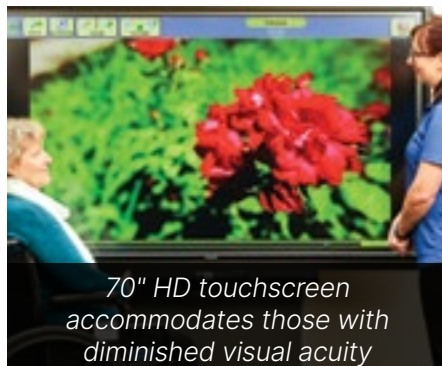 70" HD touchscreen
accommodates those with
diminished visual acuity